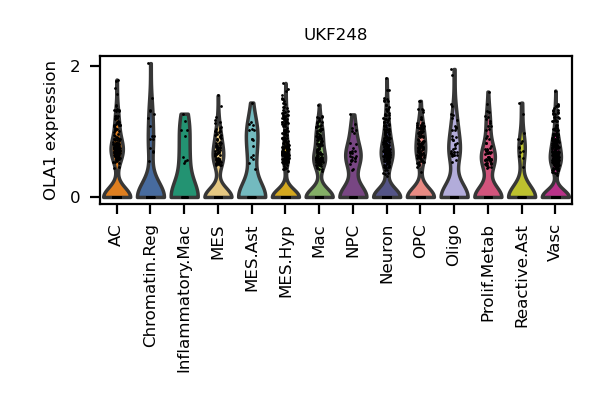 UKF248
OLA1 expression
2
0
AC
Chromatin.Reg
Inflammatory.Mac
MES
MES.Ast
MES.Hyp
Mac
NPC
Neuron
OPC
Oligo
Prolif.Metab
Reactive.Ast
Vasc